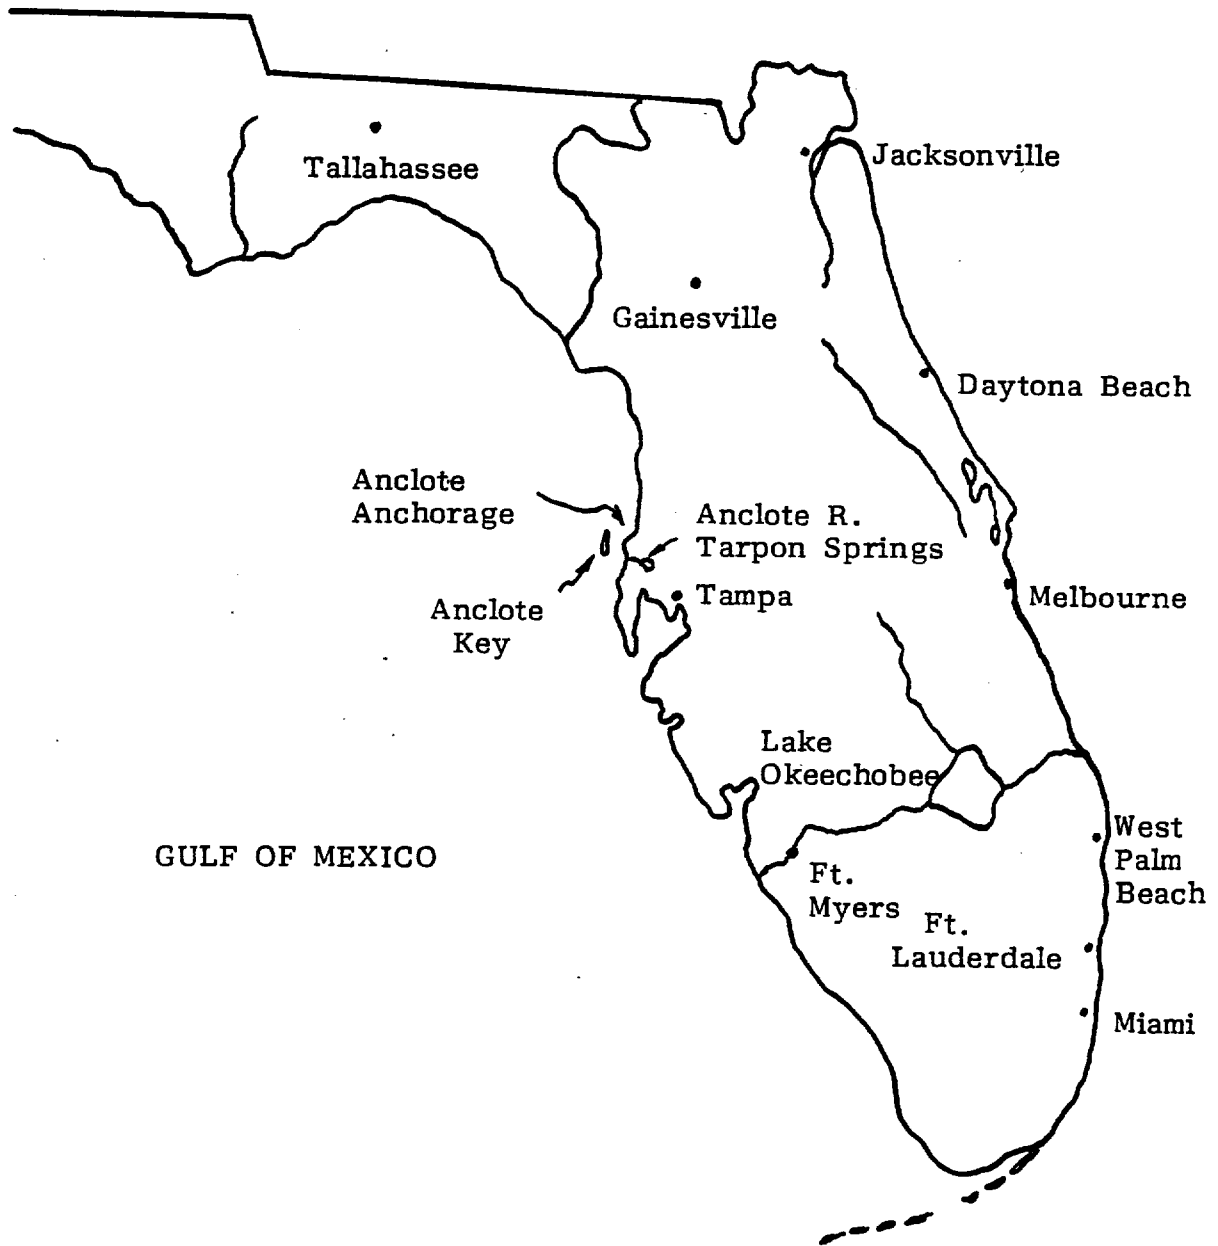 Jacksonville
Tallahassee
Gainesville
Daytona Beach
Anclote
Anchorage
Anclote R.
Tarpon Springs
Tampa
Anclote
Key
Melbourne
Lake
Okeechobee
GULF OF MEXICO
West
Palm
Beach
Ft.
Myers
Ft.
Lauderdale
Miami